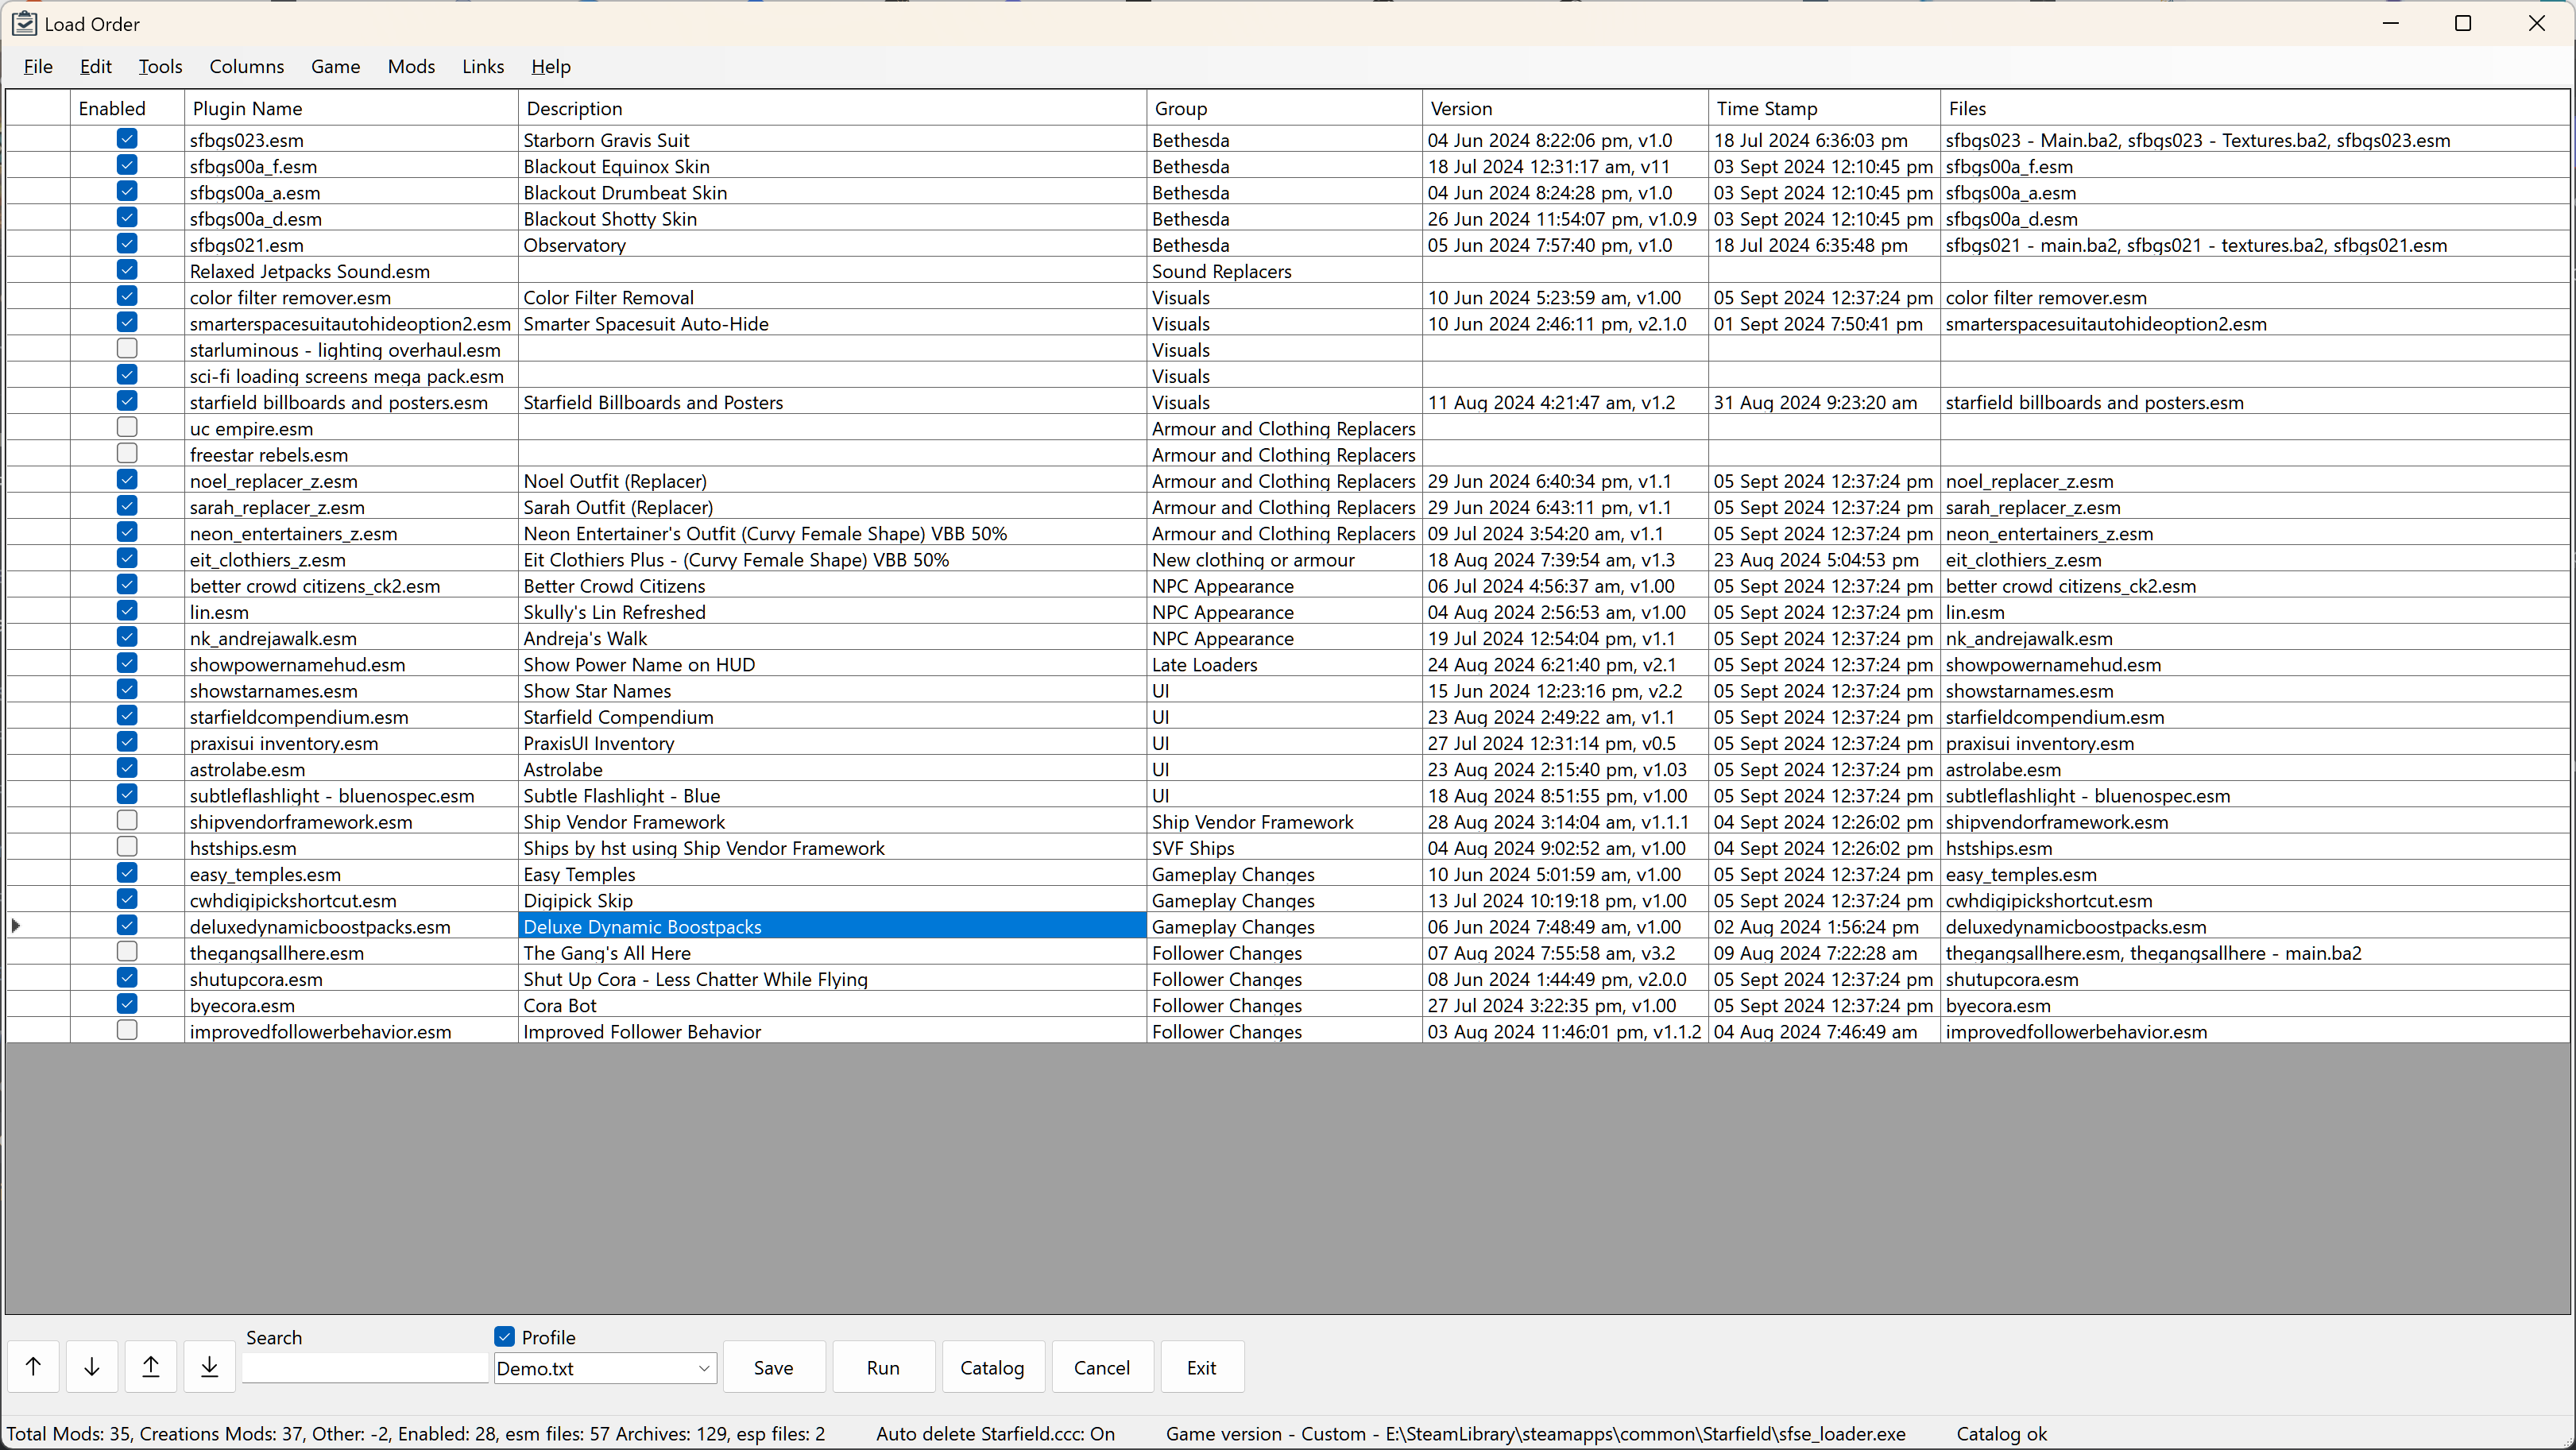 Load Order
File Edit Tools Columns Game Mods Links Help
Enabled Plugin Name Description Group Version Time Stamp Files
sfbgs023.esm Starborn Gravis Suit Bethesda 04 Jun 2024 8:22:06 pm, v1.0 18 Jul 2024 6:36:03 pm sfbgs023 - Main.ba2, sfbgs023 - Textures.ba2, sfbgs023.esm
sfbgs00a_f.esm Blackout Equinox Skin Bethesda 18 Jul 2024 12:31:17 am, v11 03 Sept 2024 12:10:45 pm sfbgs00a_f.esm
sfbgs00a_a.esm Blackout Drumbeat Skin Bethesda 04 Jun 2024 8:24:28 pm, v1.0 03 Sept 2024 12:10:45 pm sfbgs00a_a.esm
sfbgs00a_d.esm Blackout Shotty Skin Bethesda 26 Jun 2024 11:54:07 pm, v1.0.9 03 Sept 2024 12:10:45 pm sfbgs00a_d.esm
sfbgs021.esm Observatory Bethesda 05 Jun 2024 7:57:40 pm, v1.0 18 Jul 2024 6:35:48 pm sfbgs021 - main.ba2, sfbgs021 - textures.ba2, sfbgs021.esm
Relaxed Jetpacks Sound.esm Sound Replacers
color filter remover.esm Color Filter Removal Visuals 10 Jun 2024 5:23:59 am, v1.00 05 Sept 2024 12:37:24 pm color filter remover.esm
smarterspacesuitautohideoption2.esm Smarter Spacesuit Auto-Hide Visuals 10 Jun 2024 2:46:11 pm, v2.1.0 01 Sept 2024 7:50:41 pm smarterspacesuitautohideoption2.esm
starluminous - lighting overhaul.esm Visuals
sci-fi loading screens mega pack.esm Visuals
starfield billboards and posters.esm Starfield Billboards and Posters Visuals 11 Aug 2024 4:21:47 am, v1.2 31 Aug 2024 9:23:20 am starfield billboards and posters.esm
uc empire.esm Armour and Clothing Replacers
freestar rebels.esm Armour and Clothing Replacers
noel_replacer_z.esm Noel Outfit (Replacer) Armour and Clothing Replacers 29 Jun 2024 6:40:34 pm, v1.1 05 Sept 2024 12:37:24 pm noel_replacer_z.esm
sarah_replacer_z.esm Sarah Outfit (Replacer) Armour and Clothing Replacers 29 Jun 2024 6:43:11 pm, v1.1 05 Sept 2024 12:37:24 pm sarah_replacer_z.esm
neon_entertainers_z.esm Neon Entertainer's Outfit (Curvy Female Shape) VBB 50% Armour and Clothing Replacers 09 Jul 2024 3:54:20 am, v1.1 05 Sept 2024 12:37:24 pm neon_entertainers_z.esm
eit_clothiers_z.esm Eit Clothiers Plus - (Curvy Female Shape) VBB 50% New clothing or armour 18 Aug 2024 7:39:54 am, v1.3 23 Aug 2024 5:04:53 pm eit_clothiers_z.esm
better crowd citizens_ck2.esm Better Crowd Citizens NPC Appearance 06 Jul 2024 4:56:37 am, v1.00 05 Sept 2024 12:37:24 pm better crowd citizens_ck2.esm
lin.esm Skully's Lin Refreshed NPC Appearance 04 Aug 2024 2:56:53 am, v1.00 05 Sept 2024 12:37:24 pm lin.esm
nk_andrejawalk.esm Andreja's Walk NPC Appearance 19 Jul 2024 12:54:04 pm, v1.1 05 Sept 2024 12:37:24 pm nk_andrejawalk.esm
showpowernamehud.esm Show Power Name on HUD Late Loaders 24 Aug 2024 6:21:40 pm, v2.1 05 Sept 2024 12:37:24 pm showpowernamehud.esm
showstarnames.esm Show Star Names UI 15 Jun 2024 12:23:16 pm, v2.2 05 Sept 2024 12:37:24 pm showstarnames.esm
starfieldcompendium.esm Starfield Compendium UI 23 Aug 2024 2:49:22 am, v1.1 05 Sept 2024 12:37:24 pm starfieldcompendium.esm
praxisui inventory.esm PraxisUI Inventory UI 27 Jul 2024 12:31:14 pm, v0.5 05 Sept 2024 12:37:24 pm praxisui inventory.esm
astrolabe.esm Astrolabe UI 23 Aug 2024 2:15:40 pm, v1.03 05 Sept 2024 12:37:24 pm astrolabe.esm
subtleflashlight - bluenospec.esm Subtle Flashlight - Blue UI 18 Aug 2024 8:51:55 pm, v1.00 05 Sept 2024 12:37:24 pm subtleflashlight - bluenospec.esm
shipvendorframework.esm Ship Vendor Framework Ship Vendor Framework 28 Aug 2024 3:14:04 am, v1.1.1 04 Sept 2024 12:26:02 pm shipvendorframework.esm
hstships.esm Ships by hst using Ship Vendor Framework SVF Ships 04 Aug 2024 9:02:52 am, v1.00 04 Sept 2024 12:26:02 pm hstships.esm
easy_temples.esm Easy Temples Gameplay Changes 10 Jun 2024 5:01:59 am, v1.00 05 Sept 2024 12:37:24 pm easy_temples.esm
cwhdigipickshortcut.esm Digipick Skip Gameplay Changes 13 Jul 2024 10:19:18 pm, v1.00 05 Sept 2024 12:37:24 pm cwhdigipickshortcut.esm
deluxedynamicboostpacks.esm Deluxe Dynamic Boostpacks Gameplay Changes 06 Jun 2024 7:48:49 am, v1.00 02 Aug 2024 1:56:24 pm deluxedynamicboostpacks.esm
thegangsallhere.esm The Gang's All Here Follower Changes 07 Aug 2024 7:55:58 am, v3.2 09 Aug 2024 7:22:28 am thegangsallhere.esm, thegangsallhere - main.ba2
shutupcora.esm Shut Up Cora - Less Chatter While Flying Follower Changes 08 Jun 2024 1:44:49 pm, v2.0.0 05 Sept 2024 12:37:24 pm shutupcora.esm
byecora.esm Cora Bot Follower Changes 27 Jul 2024 3:22:35 pm, v1.00 05 Sept 2024 12:37:24 pm byecora.esm
improvedfollowerbehavior.esm Improved Follower Behavior Follower Changes 03 Aug 2024 11:46:01 pm, v1.1.2 04 Aug 2024 7:46:49 am improvedfollowerbehavior.esm
Search Profile
Demo.txt Save Run Catalog Cancel Exit
Total Mods: 35, Creations Mods: 37, Other: -2, Enabled: 28, esm files: 57 Archives: 129, esp files: 2 Auto delete Starfield.ccc: On Game version - Custom - E:\SteamLibrary\steamapps\common\Starfield\sfse_loader.exe Catalog ok